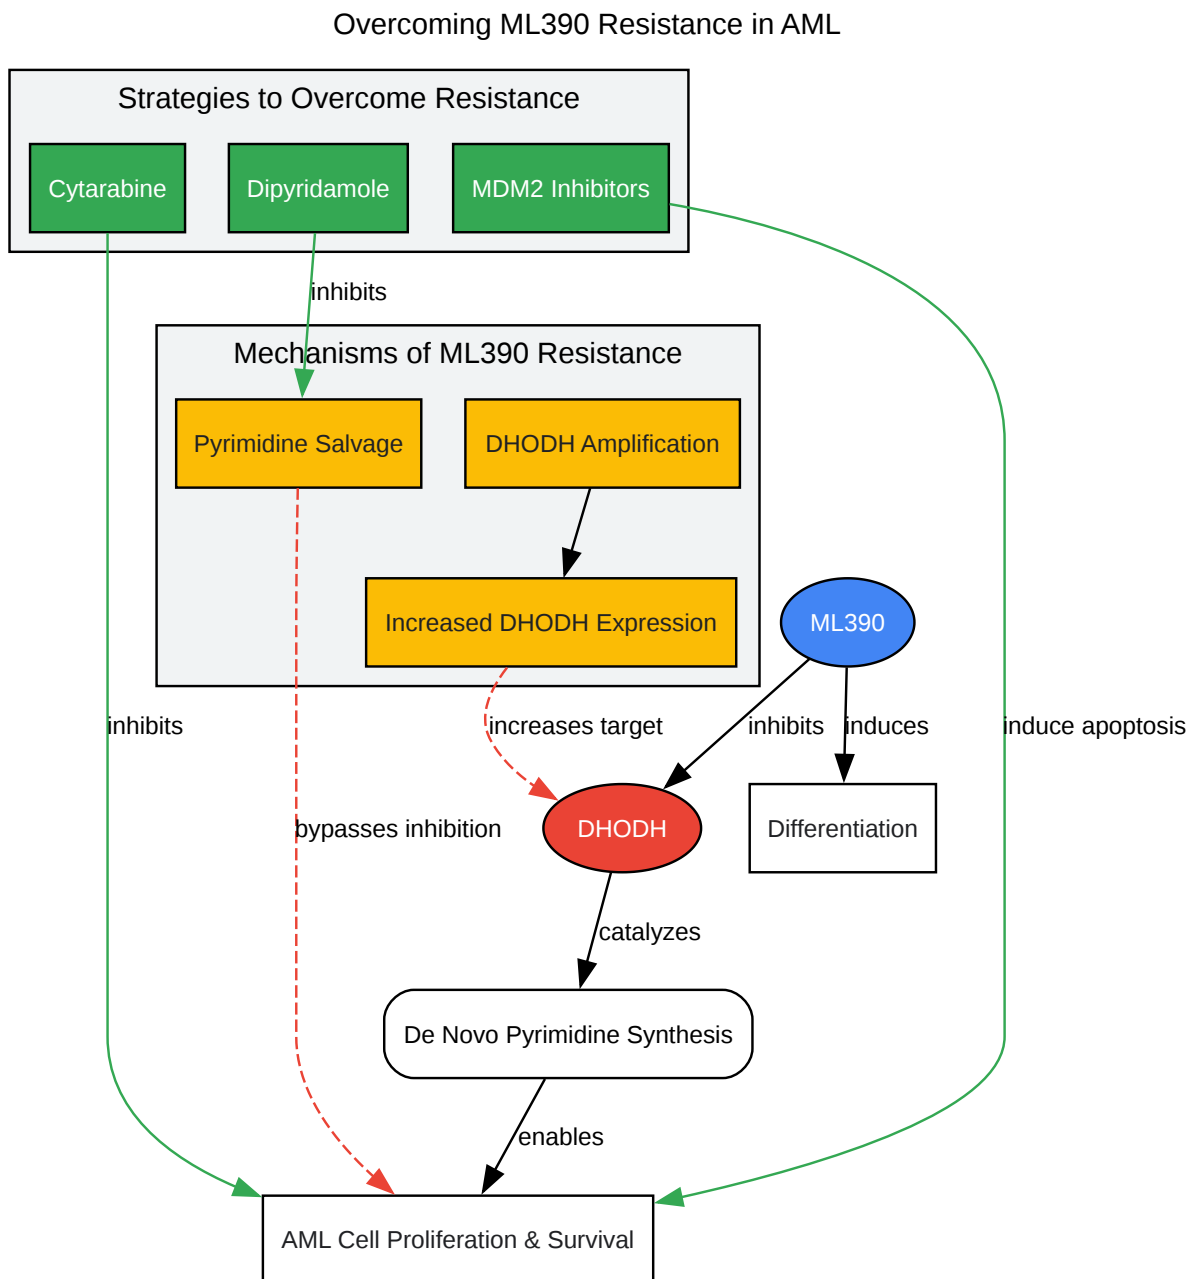 Overcoming ML390 Resistance in AML
Strategies to Overcome Resistance
Cytarabine
Dipyridamole
MDM2 Inhibitors
inhibits
Mechanisms of ML390 Resistance
Pyrimidine Salvage
DHODH Amplification
Increased DHODH Expression
ML390
inhibits
increases target
inhibits
induces
induce apoptosis
bypasses inhibition
DHODH
Differentiation
catalyzes
De Novo Pyrimidine Synthesis
enables
AML Cell Proliferation & Survival